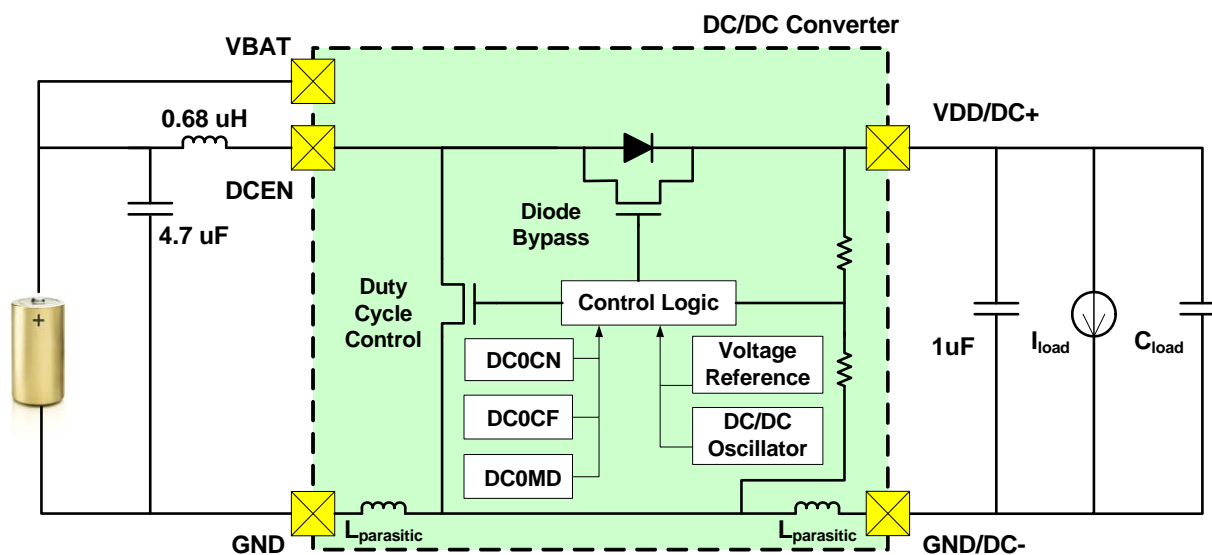 DC/DC Converter
VBAT
0.68 uH
VDD/DC+
DCEN
4.7 uF
Diode
Bypass
+
Duty
Cycle
Control
Control Logic
1uF
Iload
Cload
DC0CN
Voltage
Reference
DC0CF
DC/DC
Oscillator
DC0MD
Lparasitic
Lparasitic
GND
GND/DC-